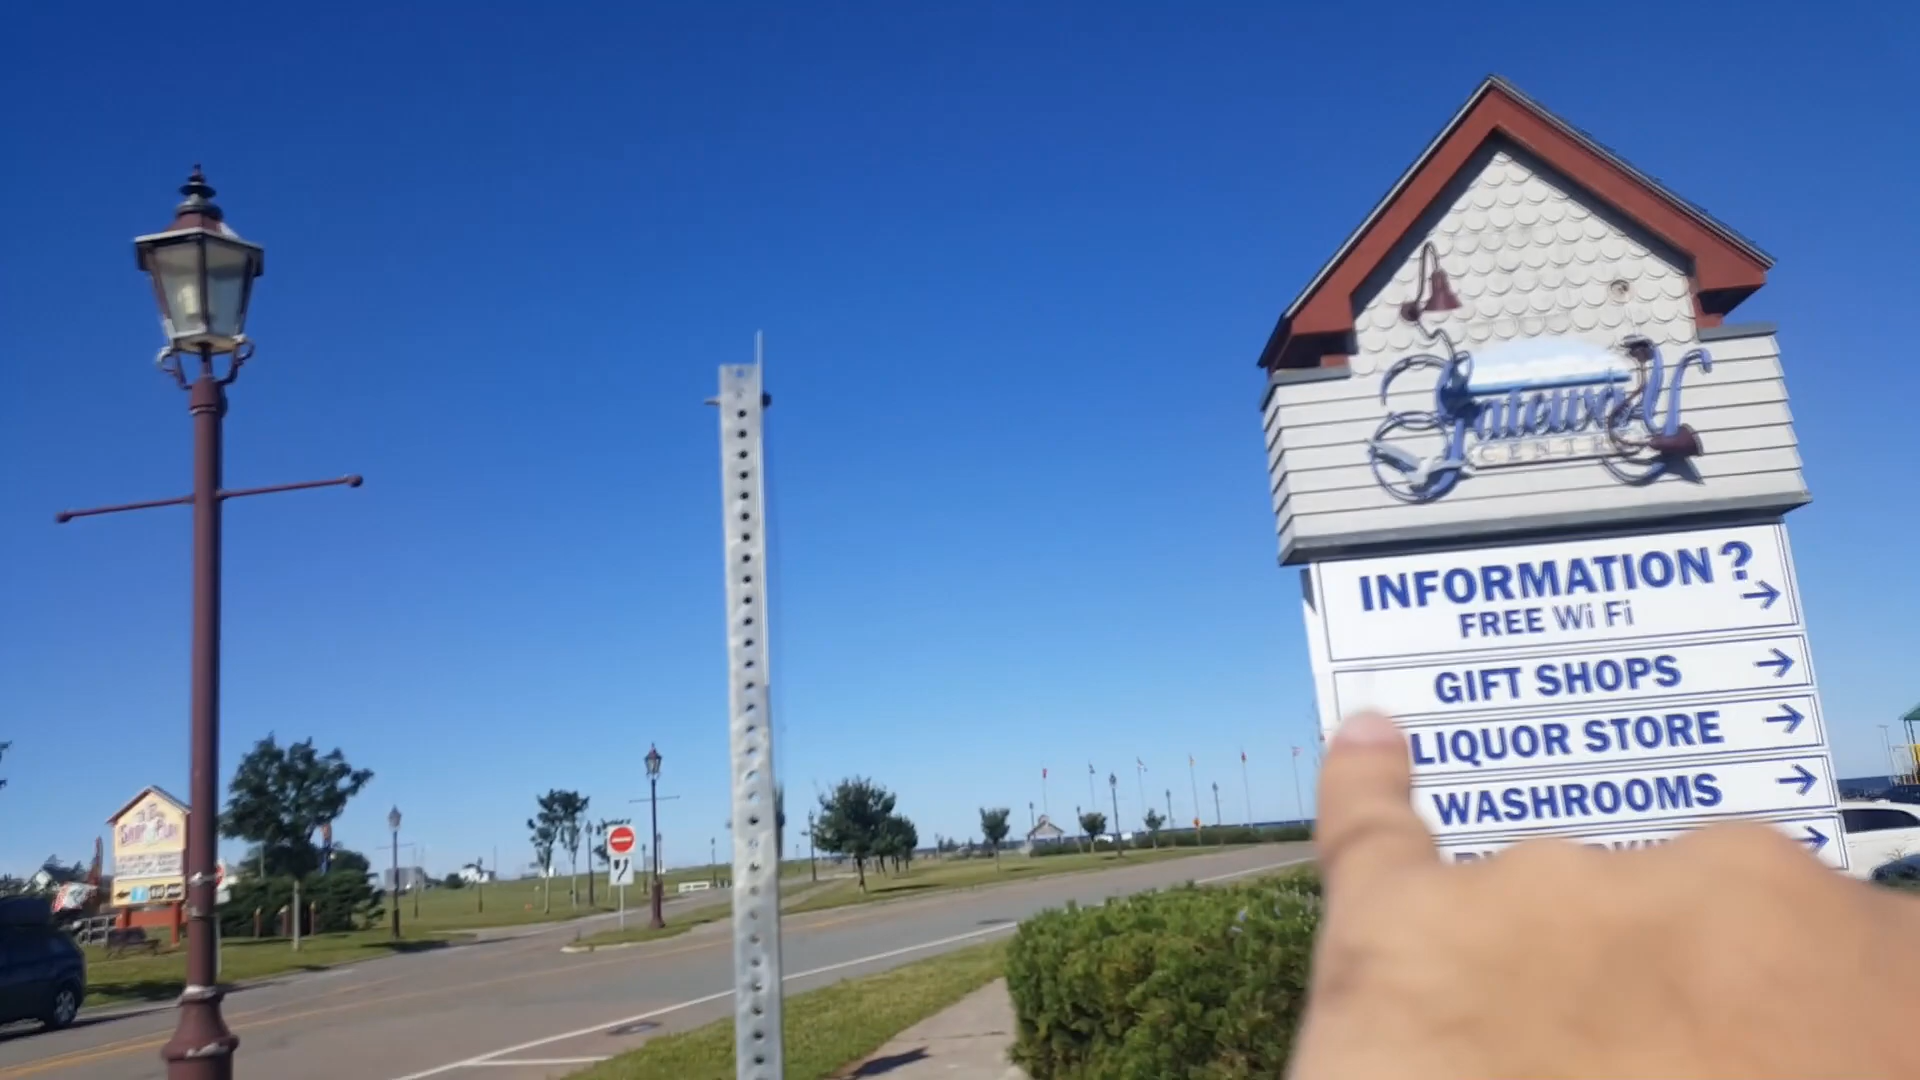 Gateway
CENTRE
INFORMATION ?
FREE Wi Fi
GIFT SHOPS
LIQUOR STORE
WASHROOMS